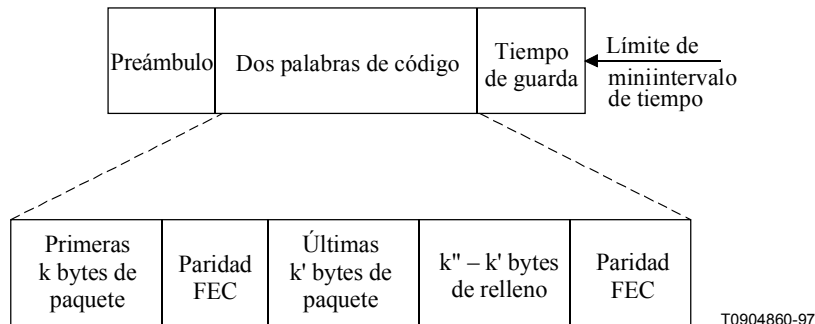 Preámbulo
Dos palabras de código
Tiempo
de guarda
Límite de
miniintervalo
de tiempo
Primeras
k bytes de
paquete
Paridad
FEC
Últimas
k' bytes de
paquete
k" – k' bytes
de relleno
Paridad
FEC
T0904860-97